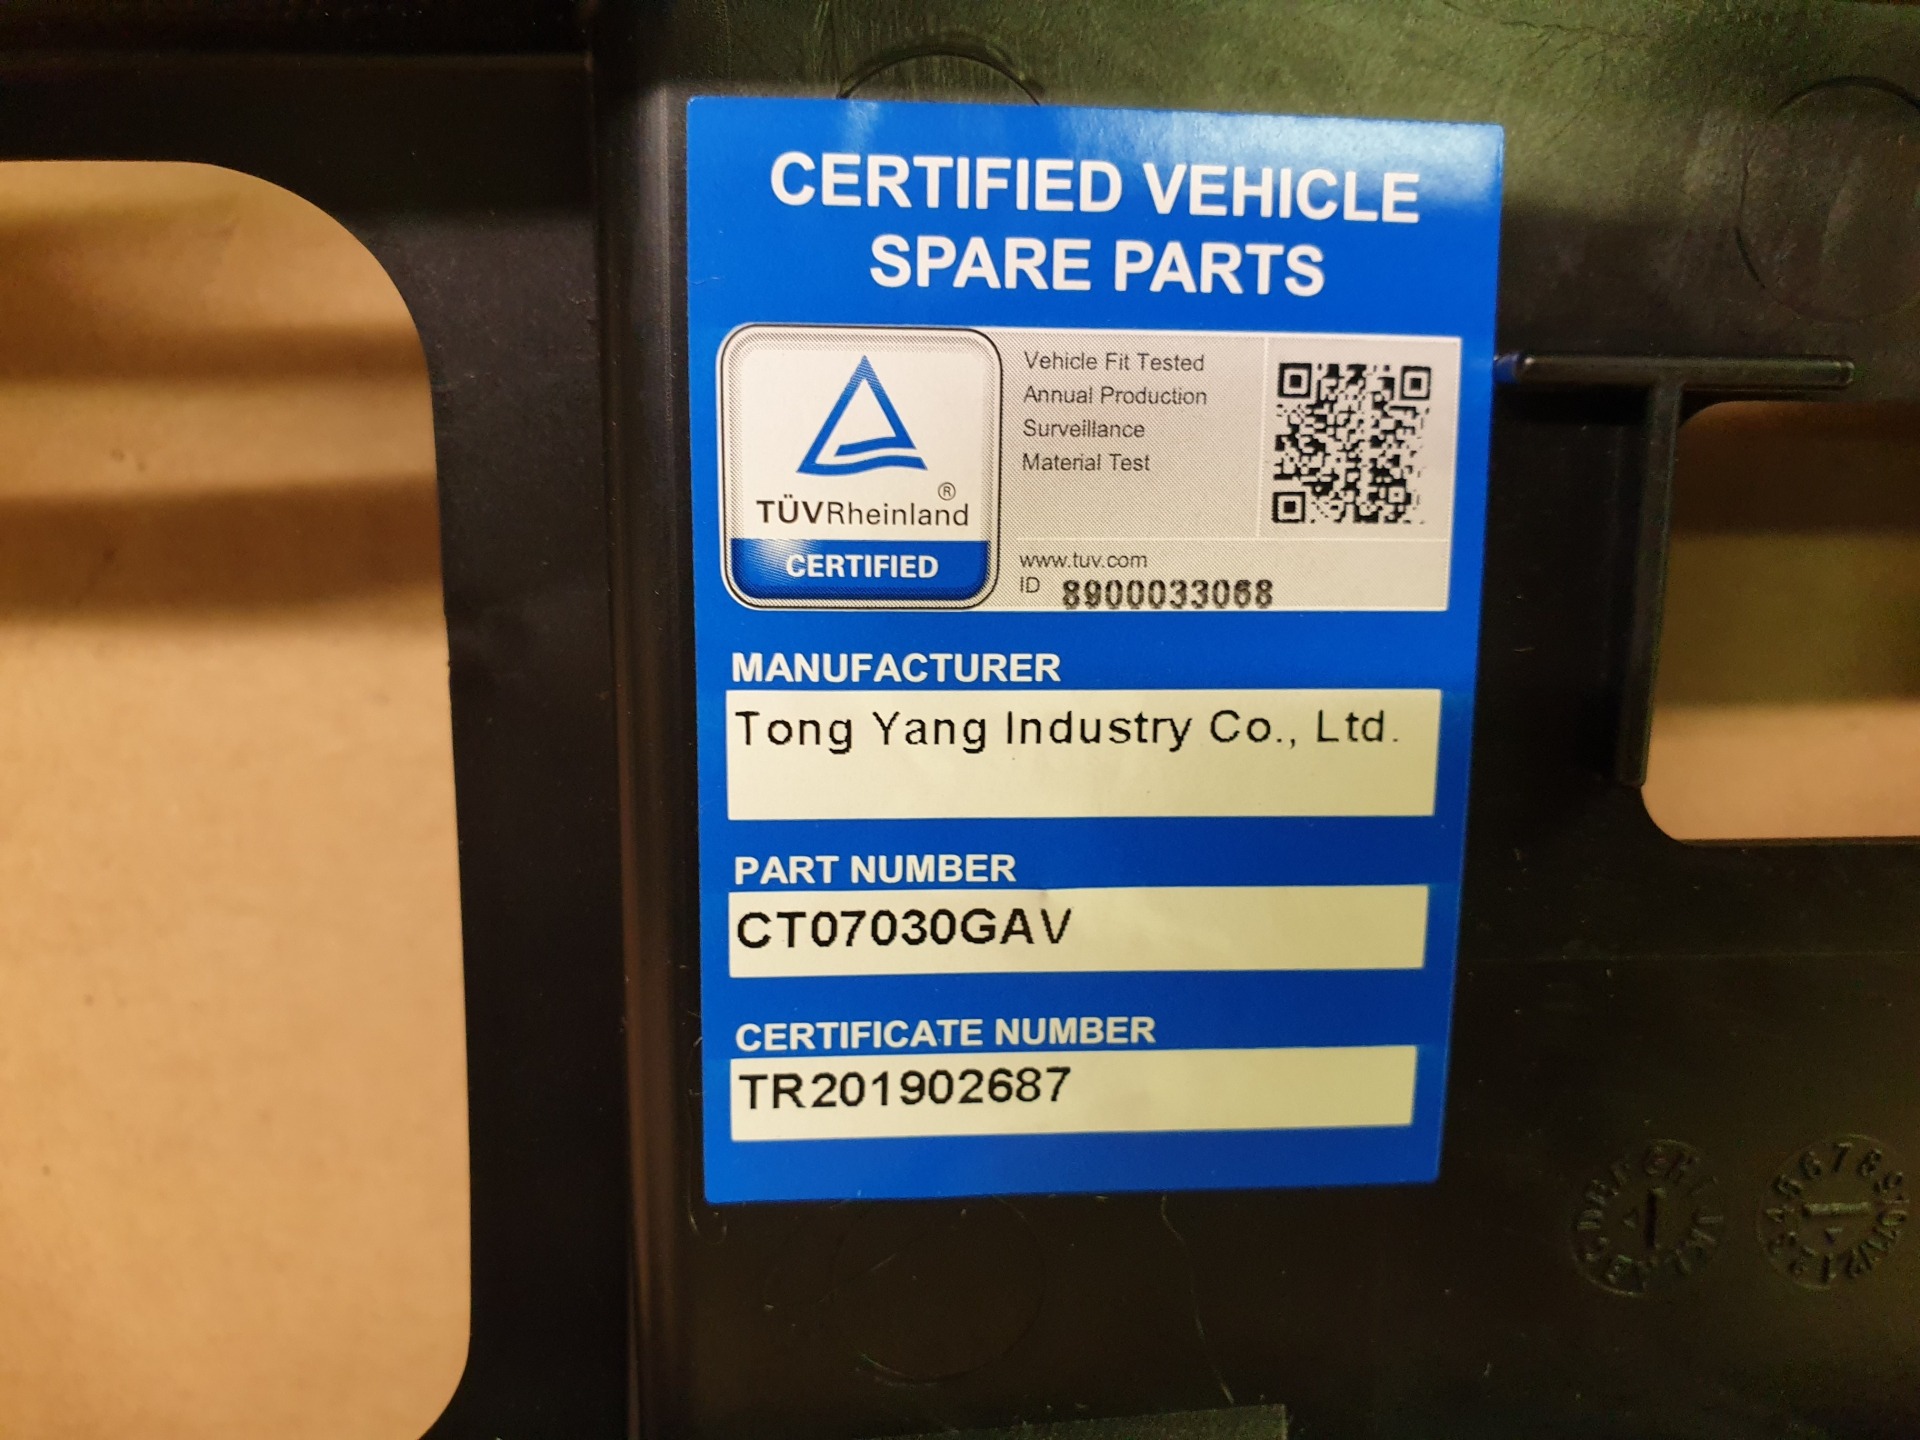 CERTIFIED VEHICLE
SPARE PARTS
Vehicle Fit Tested
Annual Production
Surveillance
Material Test
®
TÜVRheinland
CERTIFIED
www.tuv.com
ID 8900033068
MANUFACTURER
Tong Yang Industry Co., Ltd.
PART NUMBER
CT07030GAV
CERTIFICATE NUMBER
TR201902687